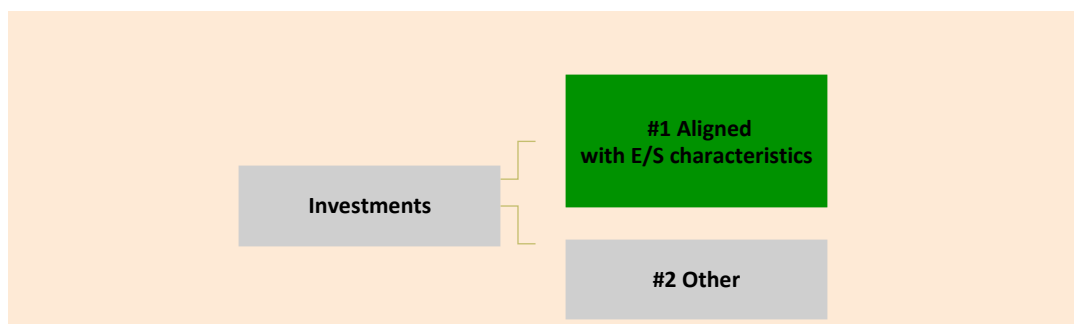 #1 Aligned
with E/S characteristics
Investments
#2 Other